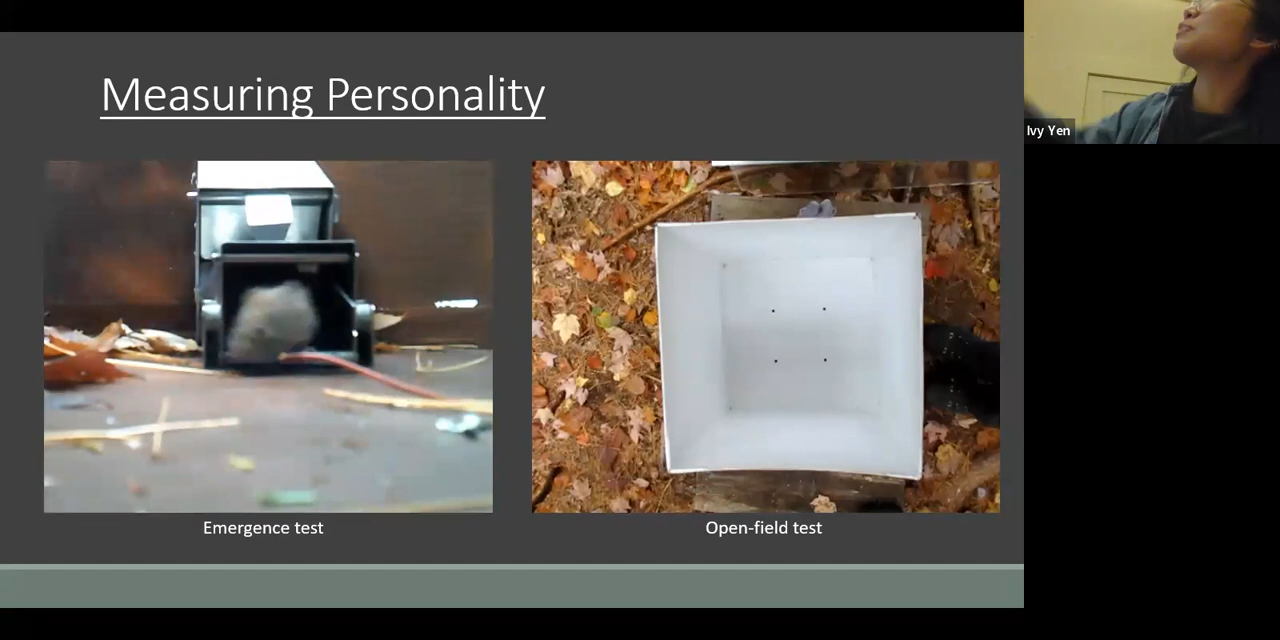 Measuring Personality
Ivy Yen
Emergence test
Open-field test